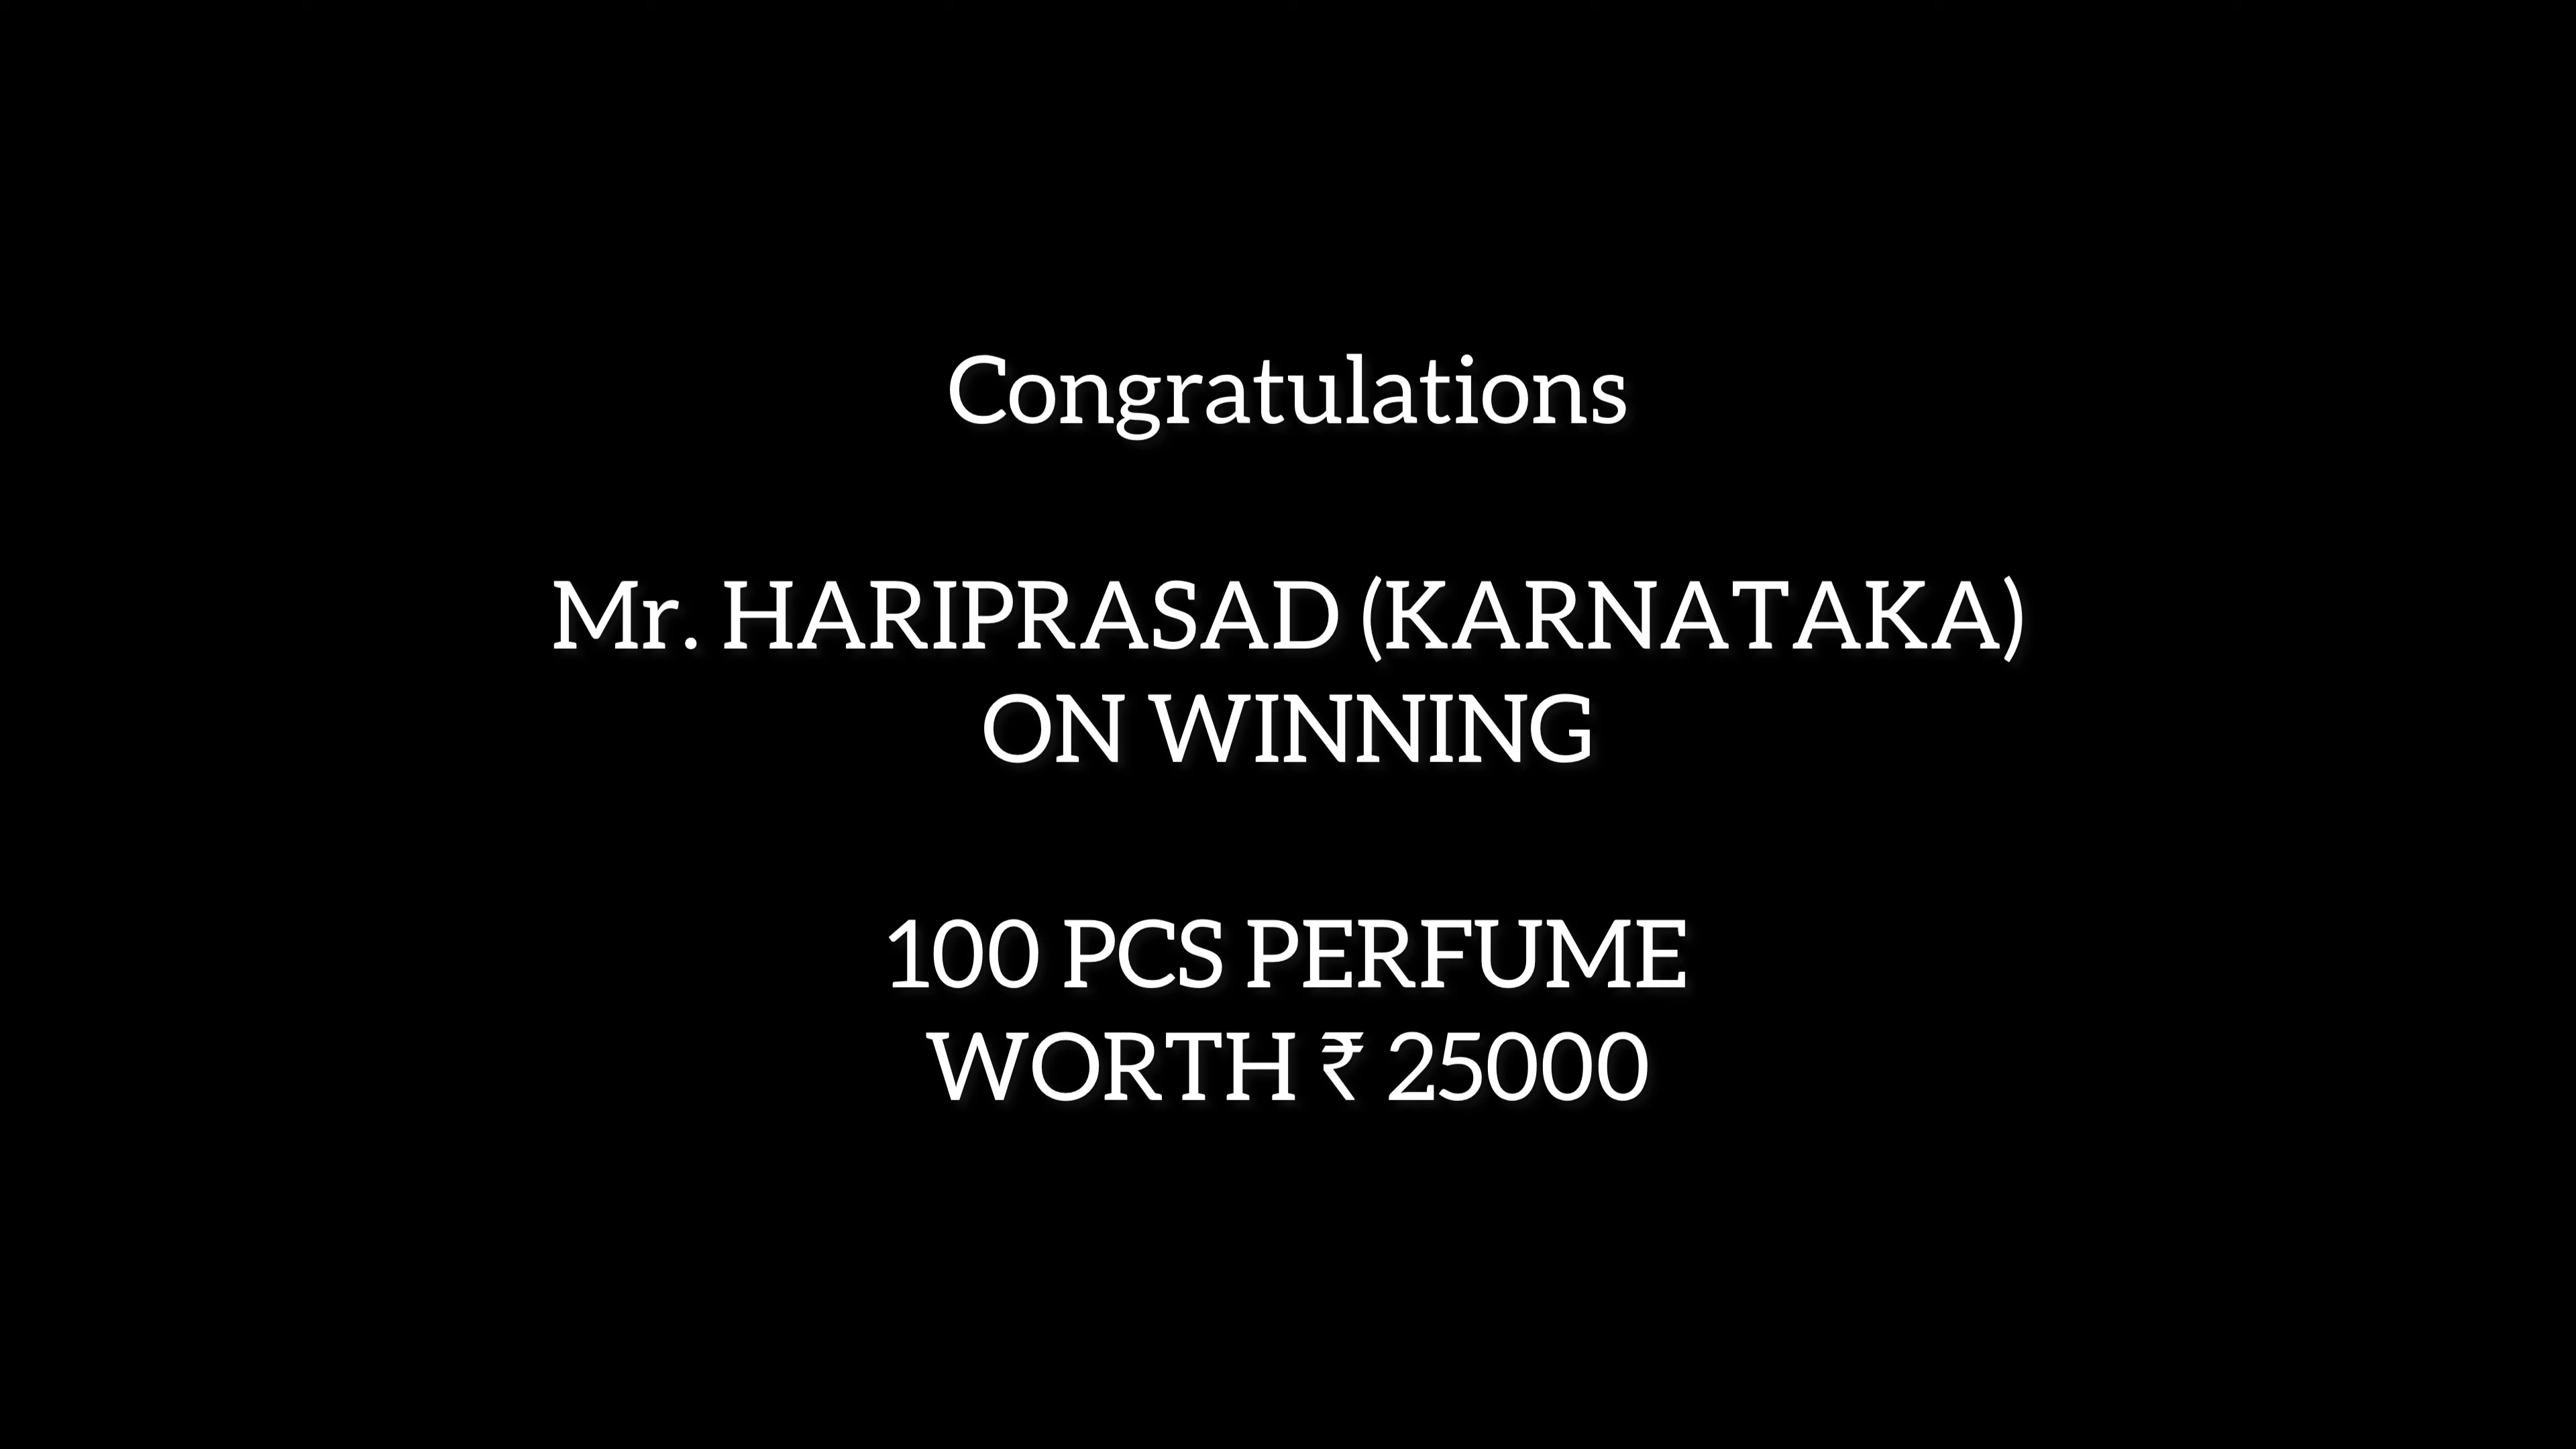 Congratulations
Mr. HARIPRASAD (KARNATAKA)
ON WINNING
100 PCS PERFUME
WORTH ₹ 25000